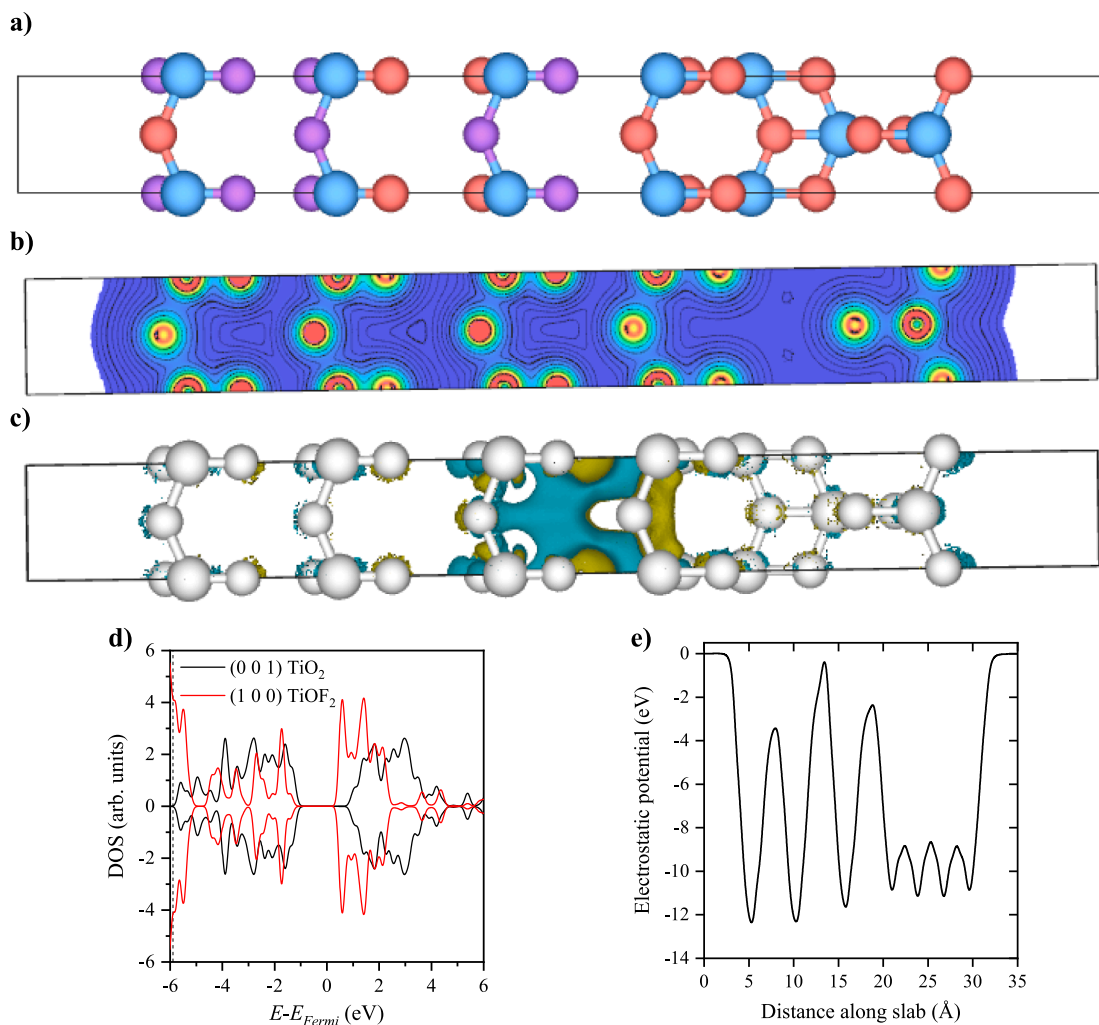 a)
b)
c)
d)
e)
6
4
2
0
-2
-4
-6
DOS (arb. units)
(0 0 1) TiO₂
(1 0 0) TiOF₂
-6 -4 -2 0 2 4 6
E-E_Fermi (eV)
0
-2
-4
-6
-8
-10
-12
-14
Electrostatic potential (eV)
0 5 10 15 20 25 30 35
Distance along slab (Å)